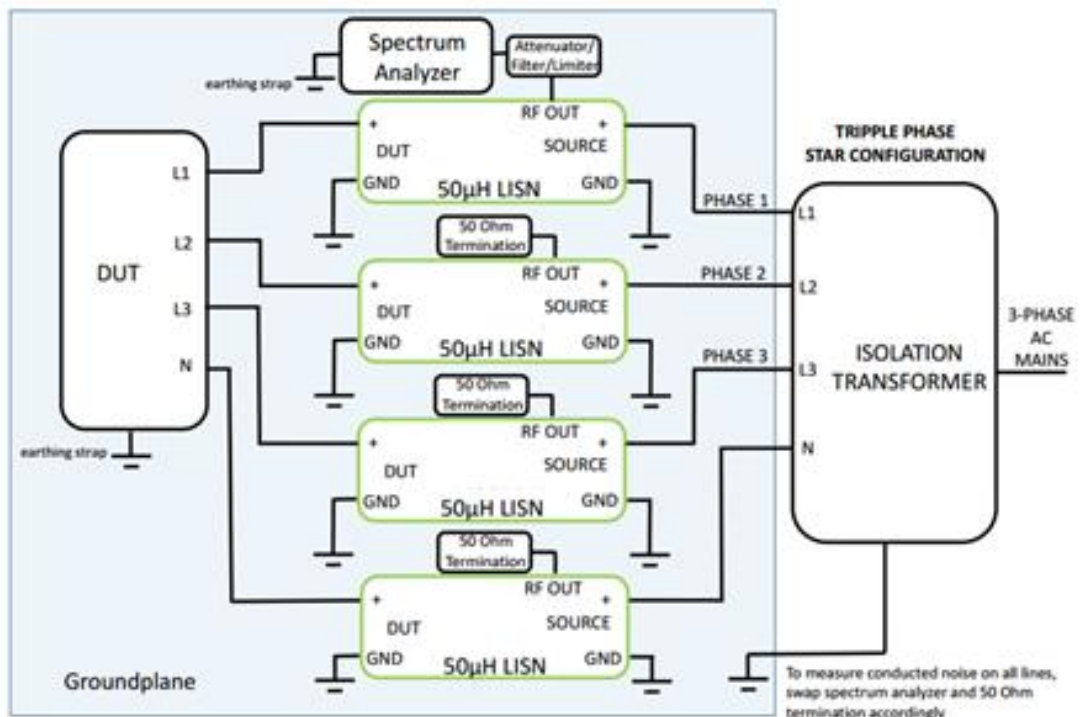 Spectrum
Analyzer
Attenuator/
Filter/Limiter
earthing strap
RF OUT
+
+
DUT
SOURCE
GND
GND
50µH LISN
TRIPPLE PHASE
STAR CONFIGURATION
L1
PHASE 1
L1
50 Ohm
Termination
L2
RF OUT
PHASE 2
L2
+
+
DUT
DUT
SOURCE
GND
GND
50µH LISN
L3
PHASE 3
L3
3-PHASE
AC
MAINS
ISOLATION
TRANSFORMER
N
50 Ohm
Termination
RF OUT
+
+
DUT
SOURCE
GND
GND
50µH LISN
N
earthing strap
50 Ohm
Termination
RF OUT
+
+
DUT
SOURCE
GND
GND
50µH LISN
Groundplane
To measure conducted noise on all lines,
swap spectrum analyzer and 50 Ohm
termination accordingly